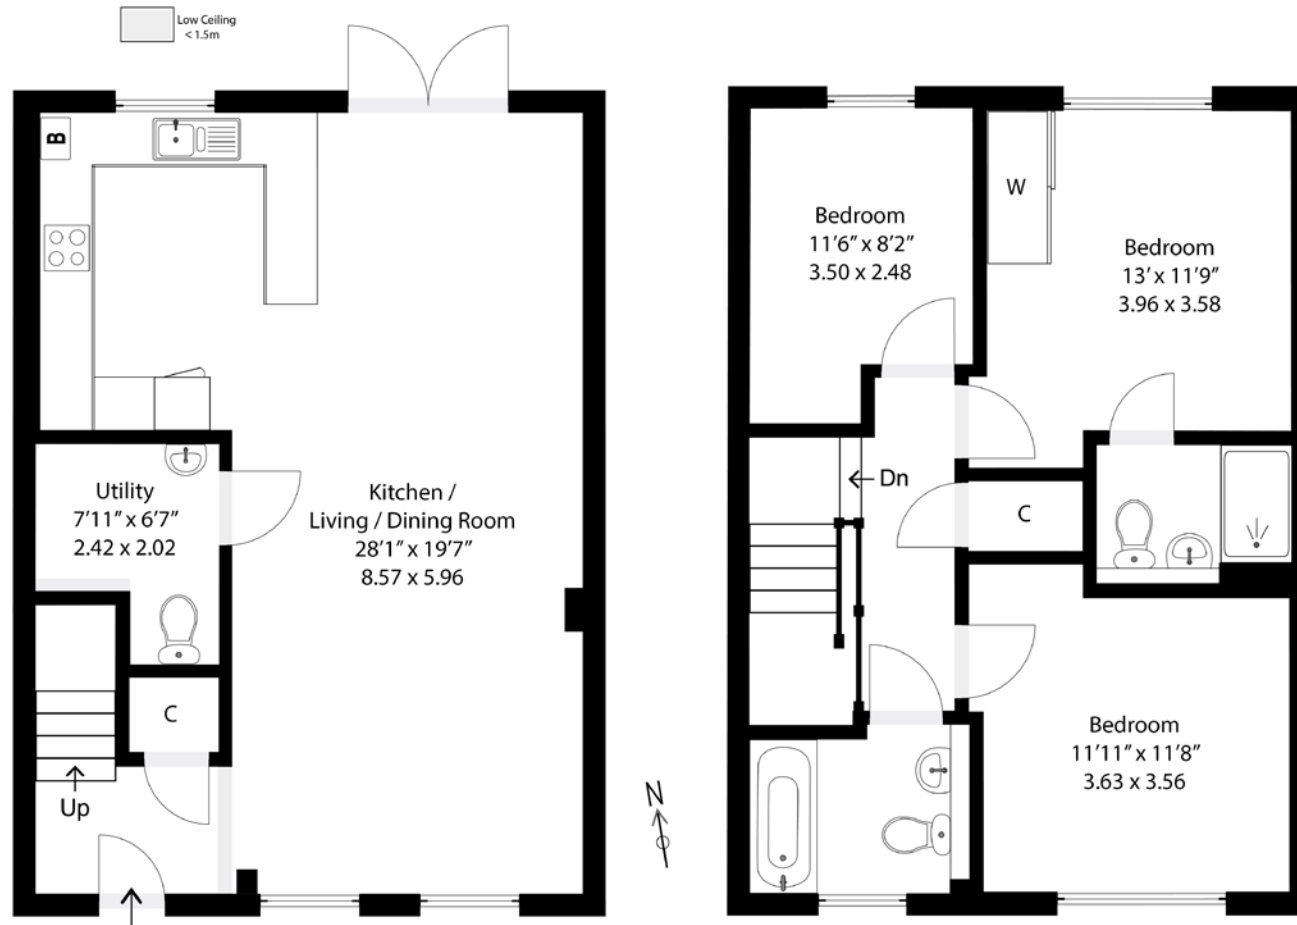 Low Ceiling
< 1.5m
B
Utility
7'11" x 6'7"
2.42 x 2.02
Kitchen /
Living / Dining Room
28'1" x 19'7"
8.57 x 5.96
C
Up
N
Bedroom
11'6" x 8'2"
3.50 x 2.48
W
Bedroom
13' x 11'9"
3.96 x 3.58
Dn
C
Bedroom
11'11" x 11'8"
3.63 x 3.56